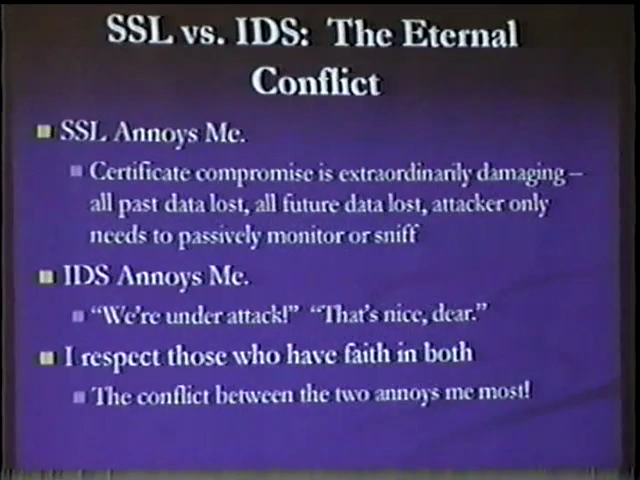 SSL vs. IDS: The Eternal
Conflict
SSL Annoys Me.
Certificate compromise is extraordinarily damaging –
all past data lost, all future data lost, attacker only
needs to passively monitor or sniff
IDS Annoys Me.
“We’re under attack!” “That’s nice, dear.”
I respect those who have faith in both
The conflict between the two annoys me most!